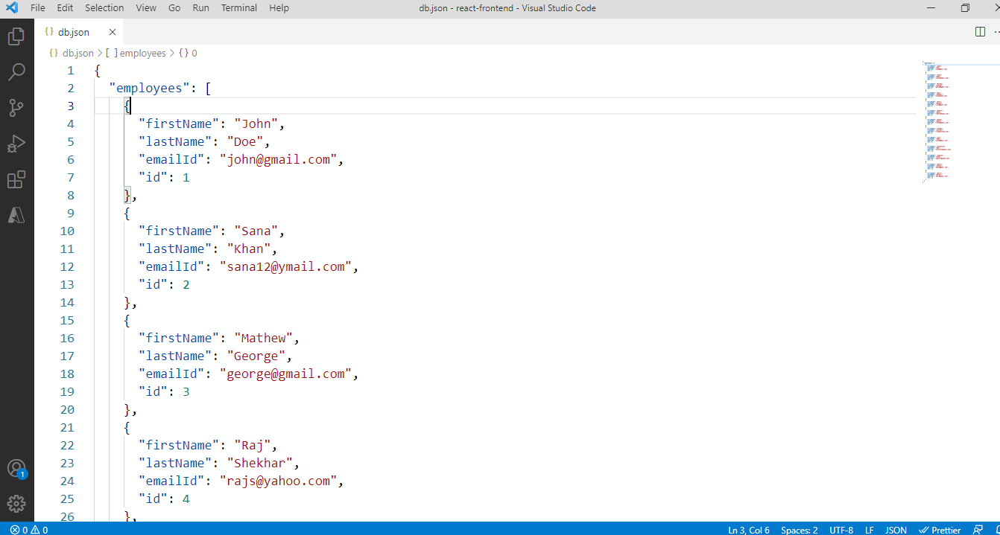 File Edit Selection View Go Run Terminal Help db.json - react-frontend - Visual Studio Code
{} db.json
{} db.json > [ ] employees > {} 0
1 {
2 "employees": [
3 {
4 "firstName": "John",
5 "lastName": "Doe",
6 "emailId": "john@gmail.com",
7 "id": 1
8 },
9 {
10 "firstName": "Sana",
11 "lastName": "Khan",
12 "emailId": "sana12@ymail.com",
13 "id": 2
14 },
15 {
16 "firstName": "Mathew",
17 "lastName": "George",
18 "emailId": "george@gmail.com",
19 "id": 3
20 },
21 {
22 "firstName": "Raj",
23 "lastName": "Shekhar",
24 "emailId": "rajs@yahoo.com",
25 "id": 4
26 },
1
0 0 Ln 3, Col 6 Spaces: 2 UTF-8 LF JSON Prettier